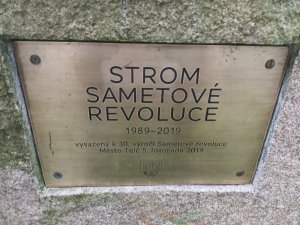 STROM
SAMETOVÉ
REVOLUCE
1989–2019
vysazený k 30. výročí Sametové revoluce
Město Telč 5. listopadu 2019